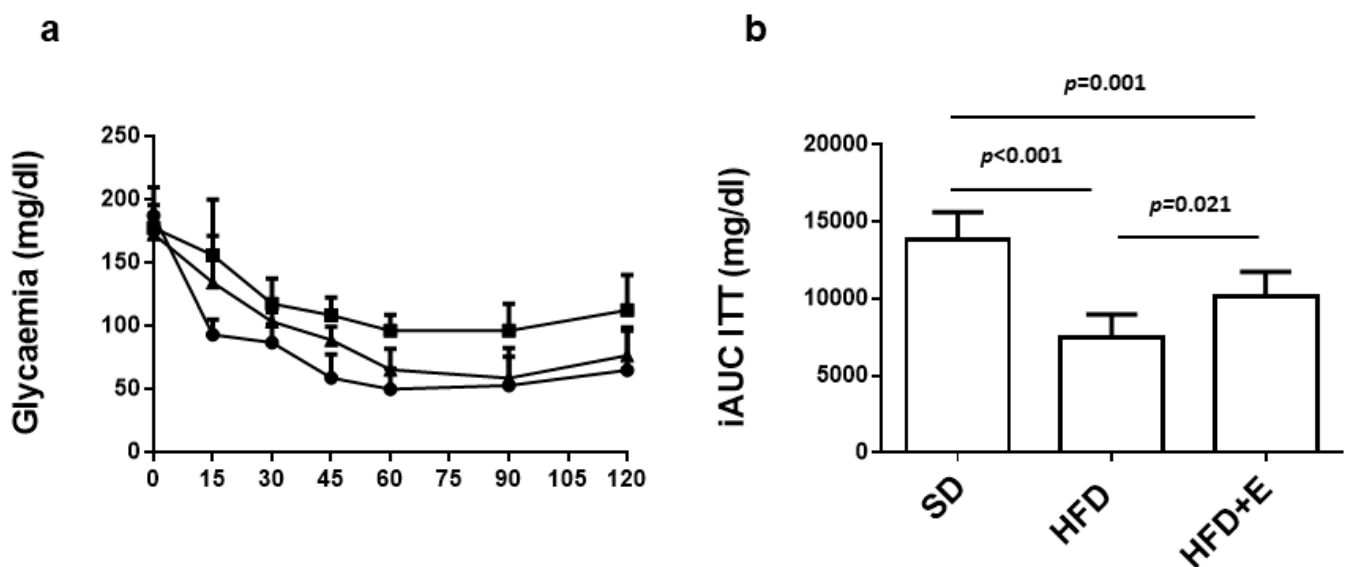 a
Glycaemia (mg/dl)
250
200
150
100
50
0
0 15 30 45 60 75 90 105 120
b
iAUC ITT (mg/dl)
20000
15000
10000
5000
0
p=0.001
p<0.001
p=0.021
SD
HFD
HFD+E